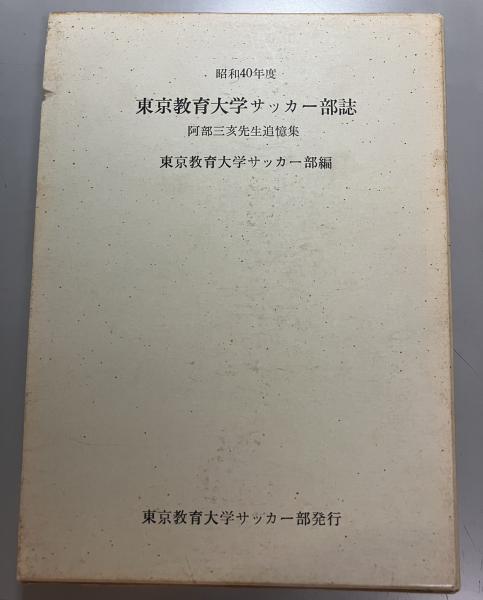 昭和40年度
東京教育大学サッカー部誌
阿部三亥先生追憶集
東京教育大学サッカー部編
東京教育大学サッカー部発行